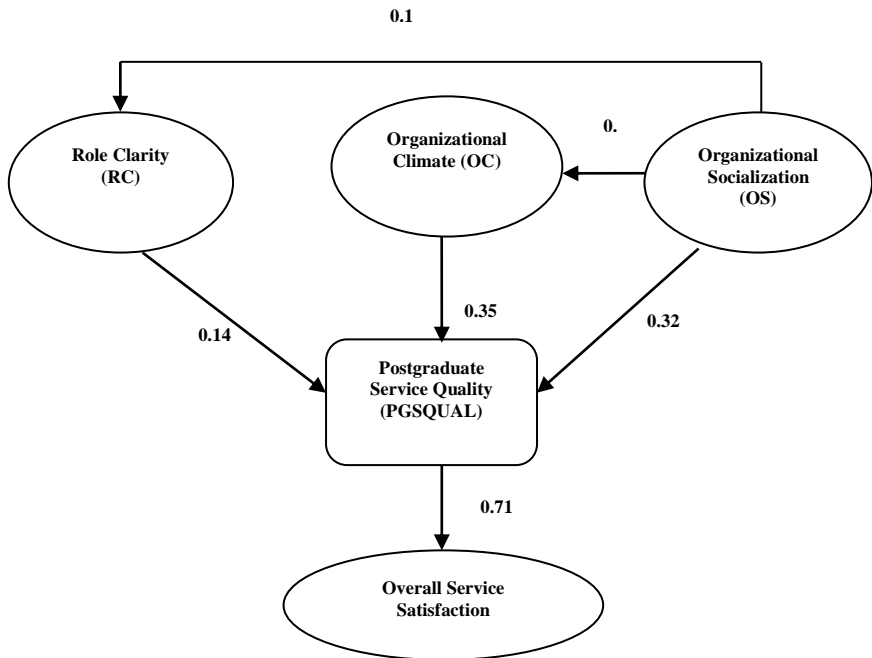 0.1
Role Clarity
(RC)
Organizational
Climate (OC)
0.
Organizational
Socialization
(OS)
0.14
0.35
0.32
Postgraduate
Service Quality
(PGSQUAL)
0.71
Overall Service
Satisfaction